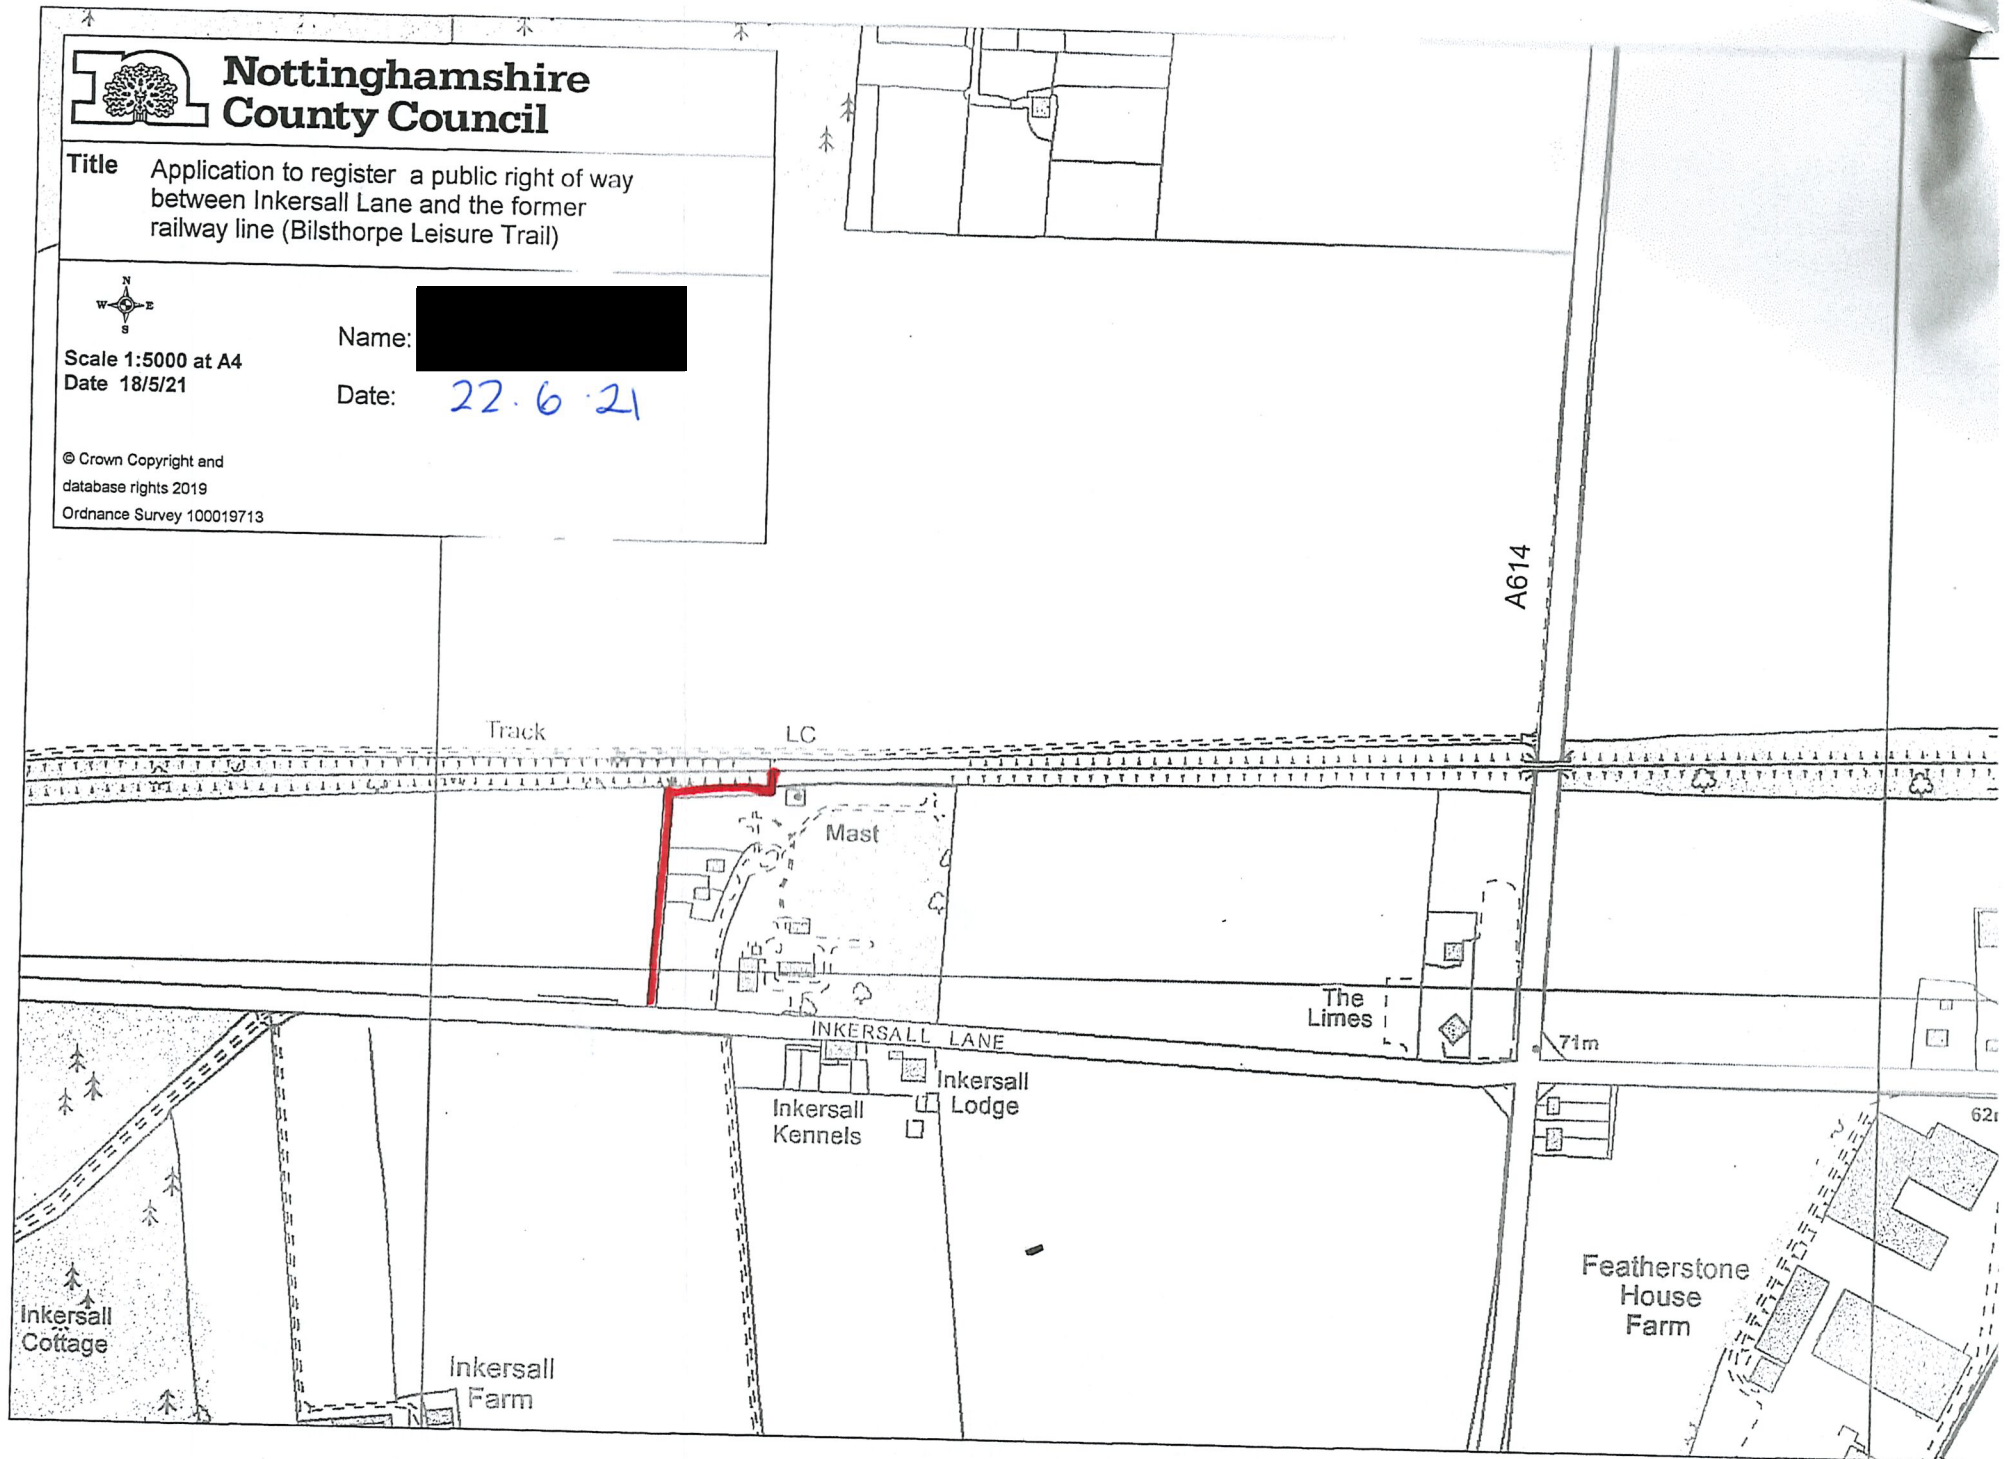 Nottinghamshire
County Council
Title Application to register a public right of way
between Inkersall Lane and the former
railway line (Bilsthorpe Leisure Trail)
N
W E
S
Scale 1:5000 at A4
Date 18/5/21
Name:
Date: 22.6.21
© Crown Copyright and
database rights 2019
Ordnance Survey 100019713
A614
Track
LC
Mast
The
Limes
INKERSALL LANE
71m
Inkersall
Lodge
Inkersall
Kennels
Featherstone
House
Farm
Inkersall
Cottage
Inkersall
Farm